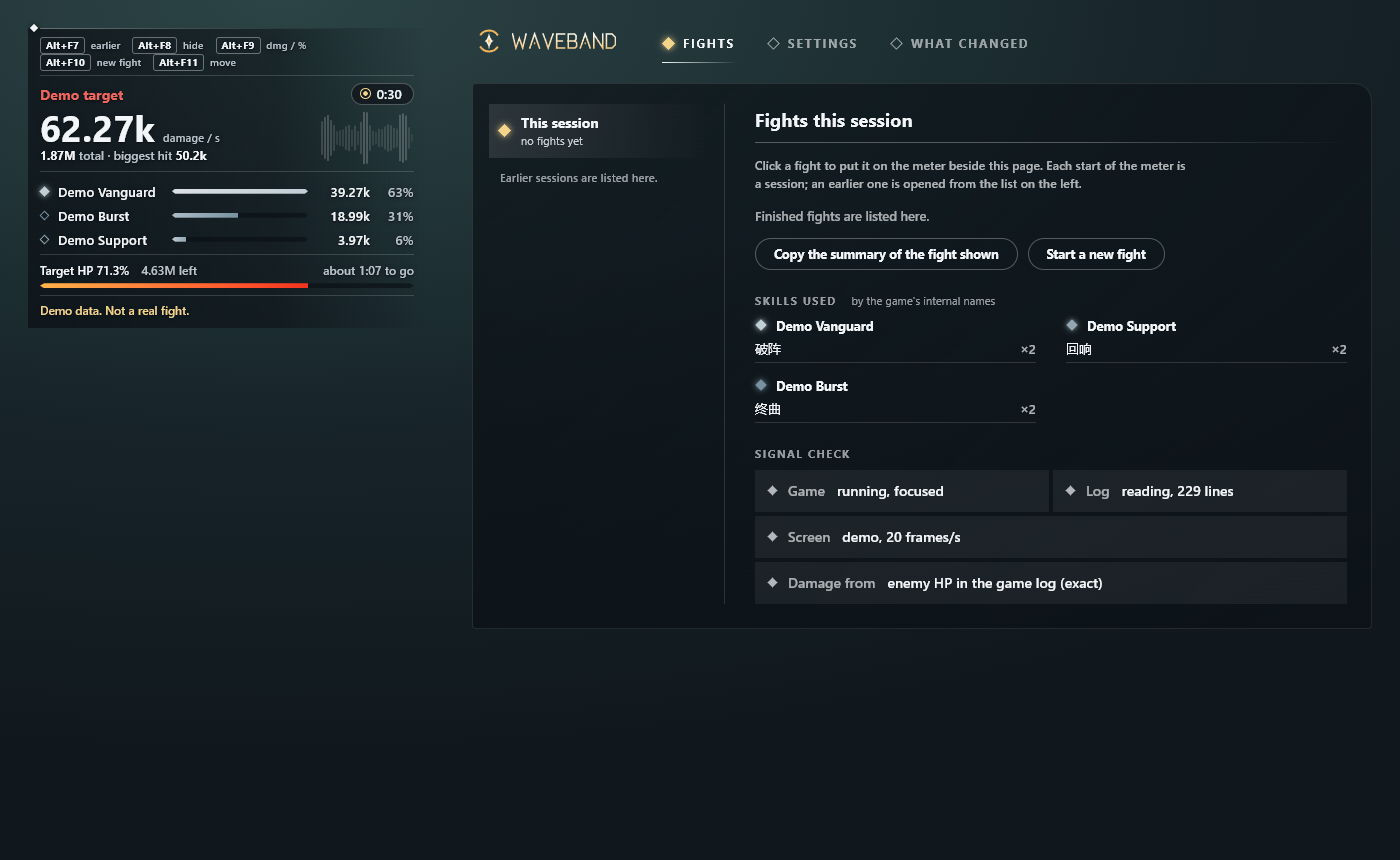 Alt+F7 earlier Alt+F8 hide Alt+F9 dmg / %
Alt+F10 new fight Alt+F11 move
Demo target 0:30
62.27k damage / s
1.87M total · biggest hit 50.2k
Demo Vanguard 39.27k 63%
Demo Burst 18.99k 31%
Demo Support 3.97k 6%
Target HP 71.3% 4.63M left about 1:07 to go
Demo data. Not a real fight.
WAVEBAND FIGHTS SETTINGS WHAT CHANGED
This session
no fights yet
Earlier sessions are listed here.
Fights this session
Click a fight to put it on the meter beside this page. Each start of the meter is
a session; an earlier one is opened from the list on the left.
Finished fights are listed here.
Copy the summary of the fight shown Start a new fight
SKILLS USED by the game's internal names
Demo Vanguard Demo Support
破阵 ×2 回响 ×2
Demo Burst
终曲 ×2
SIGNAL CHECK
Game running, focused Log reading, 229 lines
Screen demo, 20 frames/s
Damage from enemy HP in the game log (exact)